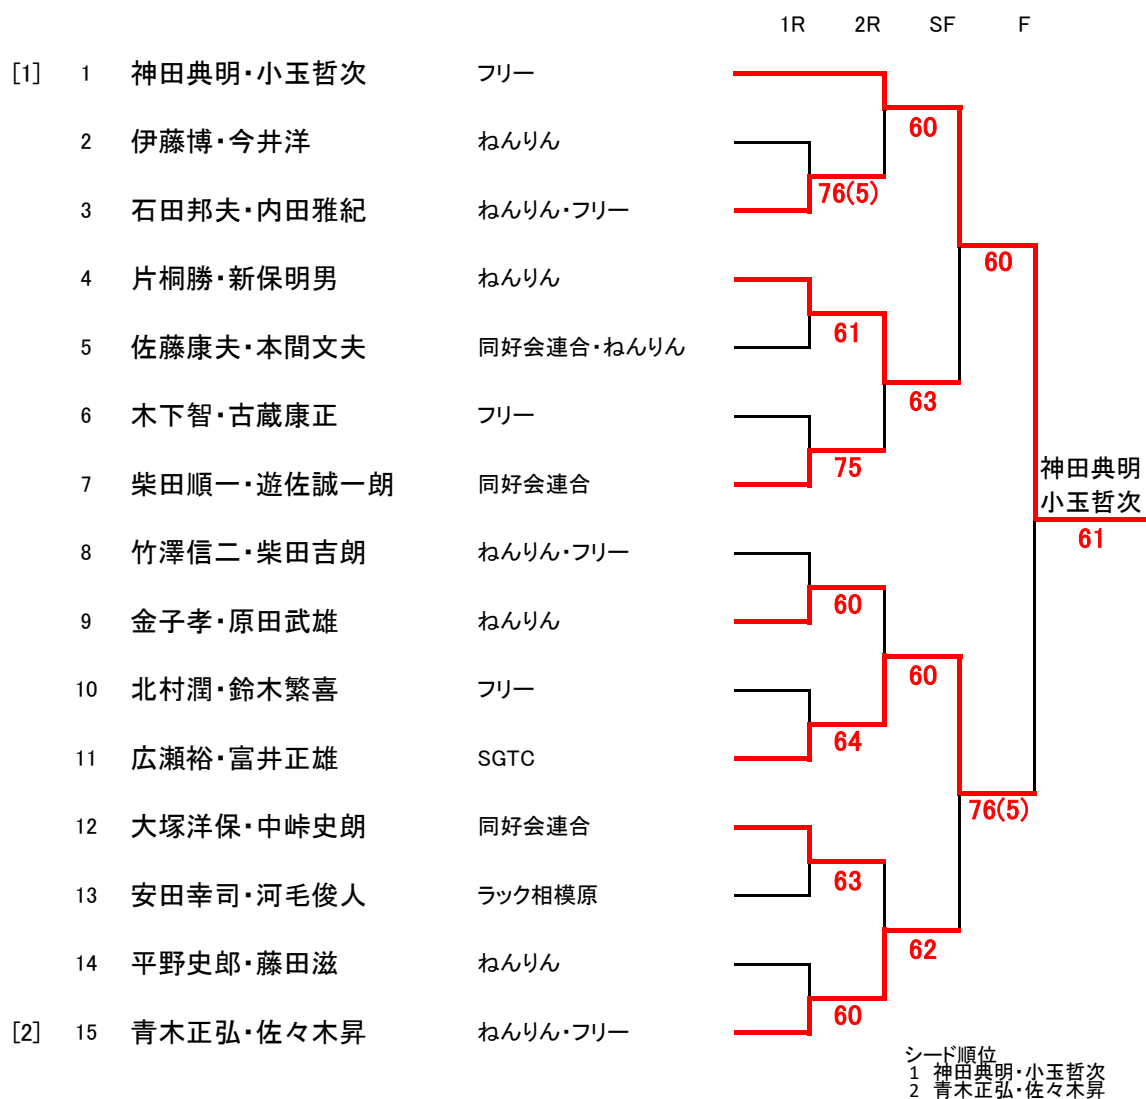 1R 2R SF F
[1] 1 神田典明・小玉哲次 フリー
60
2 伊藤博・今井洋 ねんりん
76(5)
3 石田邦夫・内田雅紀 ねんりん・フリー
60
4 片桐勝・新保明男 ねんりん
61
5 佐藤康夫・本間文夫 同好会連合・ねんりん
63
6 木下智・古蔵康正 フリー
75
7 柴田順一・遊佐誠一朗 同好会連合
神田典明
小玉哲次
61
8 竹澤信二・柴田吉朗 ねんりん・フリー
60
9 金子孝・原田武雄 ねんりん
60
10 北村潤・鈴木繁喜 フリー
64
11 広瀬裕・富井正雄 SGTC
76(5)
12 大塚洋保・中峠史朗 同好会連合
63
13 安田幸司・河毛俊人 ラック相模原
62
14 平野史郎・藤田滋 ねんりん
60
[2] 15 青木正弘・佐々木昇 ねんりん・フリー
シード順位
1 神田典明・小玉哲次
2 青木正弘・佐々木昇